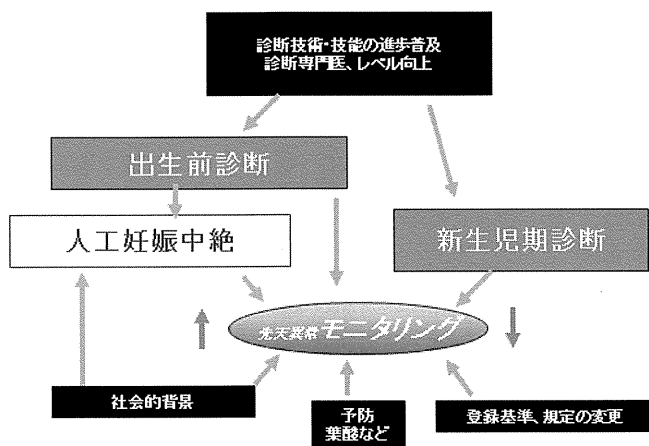 診断技術・技能の進歩普及
診断専門医、レベル向上
出生前診断
人工妊娠中絶
新生児期診断
先天異常モニタリング
社会的背景
予防
葉酸など
登録基準、規定の変更